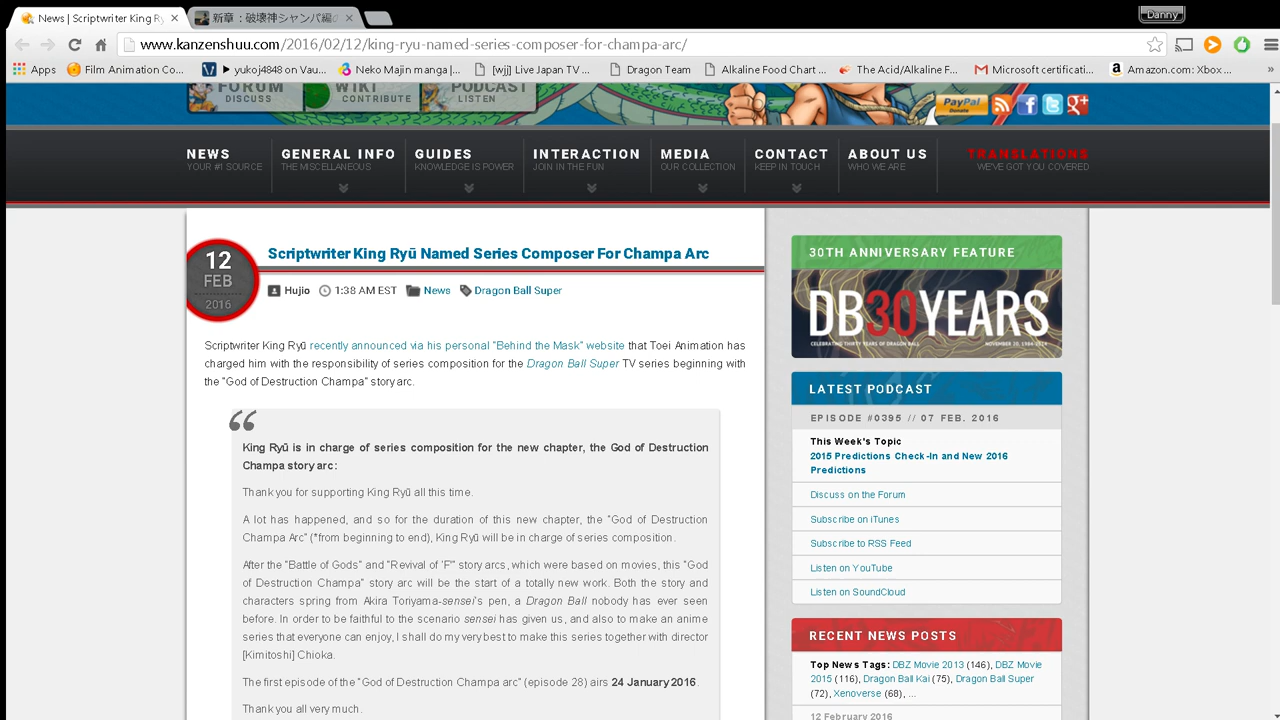 News | Scriptwriter King Ry
新章：破壊神シャンパ編の
Danny
www.kanzenshuu.com/2016/02/12/king-ryu-named-series-composer-for-champa-arc/
Apps
Film Animation Co...
yukoj4848 on Vau...
Neko Majin manga |...
[wjj] Live Japan TV ...
Dragon Team
Alkaline Food Chart ...
The Acid/Alkaline F...
Microsoft certificati...
Amazon.com: Xbox ...
»
FORUM
DISCUSS
WIKI
CONTRIBUTE
PODCAST
LISTEN
PayPal
Donate
NEWS
YOUR #1 SOURCE
GENERAL INFO
THE MISCELLANEOUS
GUIDES
KNOWLEDGE IS POWER
INTERACTION
JOIN IN THE FUN
MEDIA
OUR COLLECTION
CONTACT
KEEP IN TOUCH
ABOUT US
WHO WE ARE
TRANSLATIONS
WE'VE GOT YOU COVERED
12
FEB
2016
Scriptwriter King Ryū Named Series Composer For Champa Arc
Hujio 1:38 AM EST News Dragon Ball Super
Scriptwriter King Ryū recently announced via his personal "Behind the Mask" website that Toei Animation has
charged him with the responsibility of series composition for the Dragon Ball Super TV series beginning with
the "God of Destruction Champa" story arc.
King Ryū is in charge of series composition for the new chapter, the God of Destruction
Champa story arc:
Thank you for supporting King Ryū all this time.
A lot has happened, and so for the duration of this new chapter, the "God of Destruction
Champa Arc" (*from beginning to end), King Ryū will be in charge of series composition.
After the "Battle of Gods" and "Revival of 'F'" story arcs, which were based on movies, this "God
of Destruction Champa" story arc will be the start of a totally new work. Both the story and
characters spring from Akira Toriyama-sensei's pen, a Dragon Ball nobody has ever seen
before. In order to be faithful to the scenario sensei has given us, and also to make an anime
series that everyone can enjoy, I shall do my very best to make this series together with director
[Kimitoshi] Chioka.
The first episode of the "God of Destruction Champa arc" (episode 28) airs 24 January 2016.
Thank you all very much.
30TH ANNIVERSARY FEATURE
DB30YEARS
CELEBRATING THIRTY YEARS OF DRAGON BALL
LATEST PODCAST
EPISODE #0395 // 07 FEB. 2016
This Week's Topic
2015 Predictions Check-In and New 2016
Predictions
Discuss on the Forum
Subscribe on iTunes
Subscribe to RSS Feed
Listen on YouTube
Listen on SoundCloud
RECENT NEWS POSTS
Top News Tags: DBZ Movie 2013 (146), DBZ Movie
2015 (116), Dragon Ball Kai (75), Dragon Ball Super
(72), Xenoverse (68), ...
12 February 2016